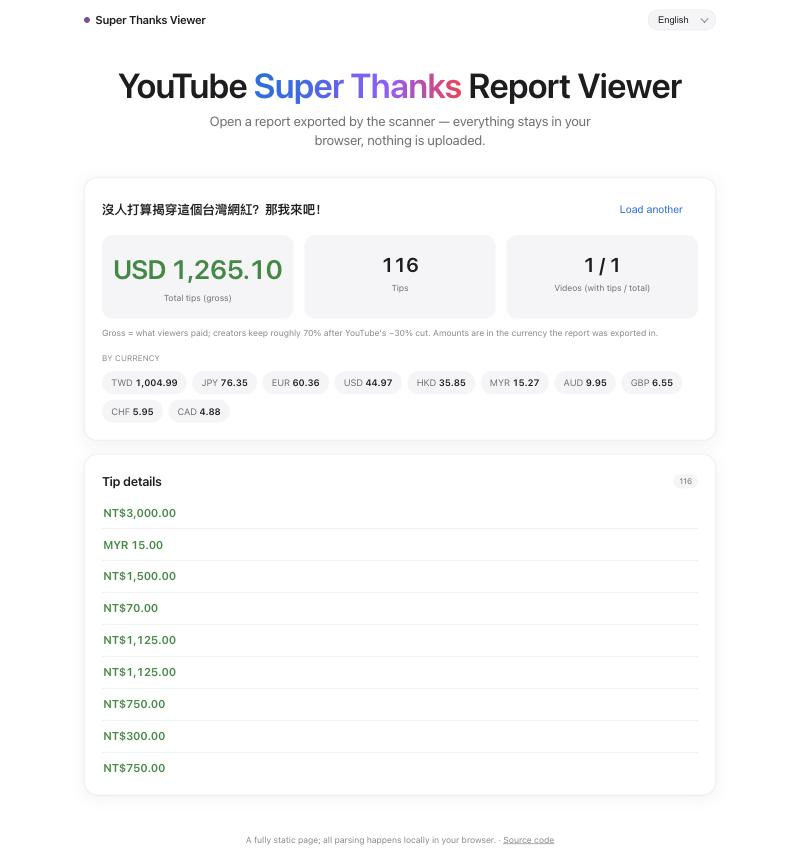 Super Thanks Viewer
English
YouTube Super Thanks Report Viewer
Open a report exported by the scanner — everything stays in your
browser, nothing is uploaded.
沒人打算揭穿這個台灣網紅？那我來吧！
Load another
USD 1,265.10
Total tips (gross)
116
Tips
1 / 1
Videos (with tips / total)
Gross = what viewers paid; creators keep roughly 70% after YouTube's ~30% cut. Amounts are in the currency the report was exported in.
BY CURRENCY
TWD 1,004.99
JPY 76.35
EUR 60.36
USD 44.97
HKD 35.85
MYR 15.27
AUD 9.95
GBP 6.55
CHF 5.95
CAD 4.88
Tip details
116
NT$3,000.00
MYR 15.00
NT$1,500.00
NT$70.00
NT$1,125.00
NT$1,125.00
NT$750.00
NT$300.00
NT$750.00
A fully static page; all parsing happens locally in your browser. · Source code